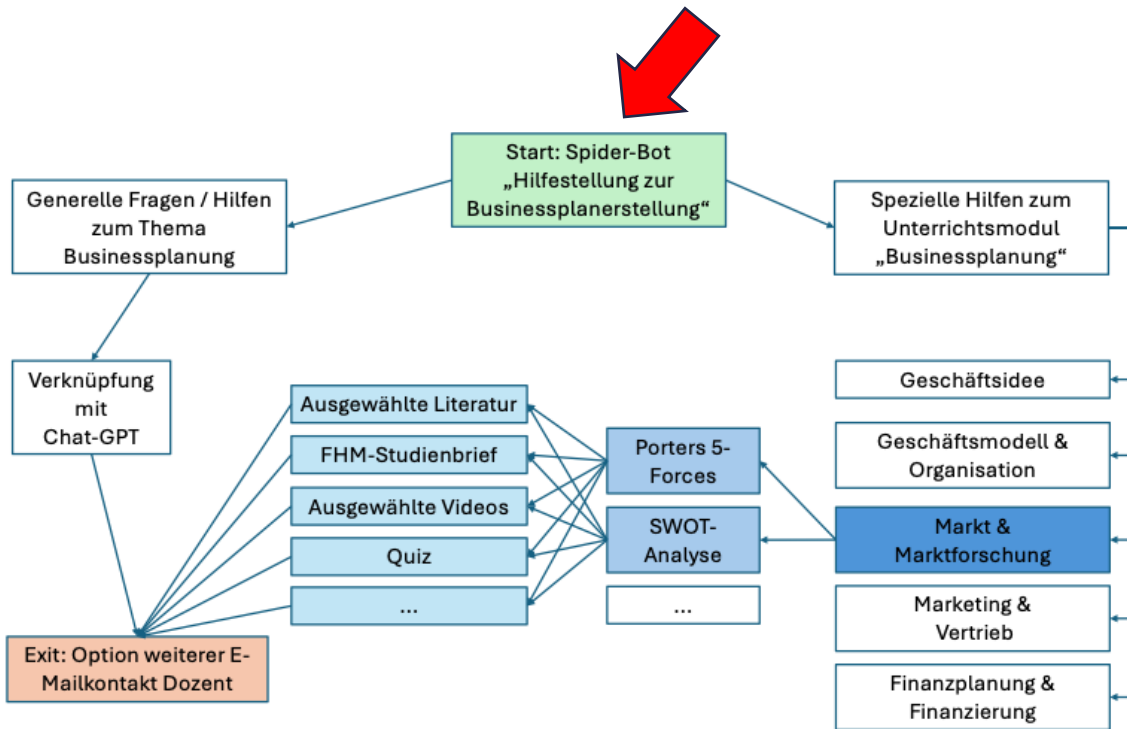 Start: Spider-Bot
„Hilfestellung zur
Businessplanerstellung“
Generelle Fragen / Hilfen
zum Thema
Businessplanung
Spezielle Hilfen zum
Unterrichtsmodul
„Businessplanung“
Verknüpfung
mit
Chat-GPT
Ausgewählte Literatur
FHM-Studienbrief
Ausgewählte Videos
Quiz
...
Porters 5-
Forces
SWOT-
Analyse
...
Geschäftsidee
Geschäftsmodell &
Organisation
Markt &
Marktforschung
Marketing &
Vertrieb
Finanzplanung &
Finanzierung
Exit: Option weiterer E-
Mailkontakt Dozent